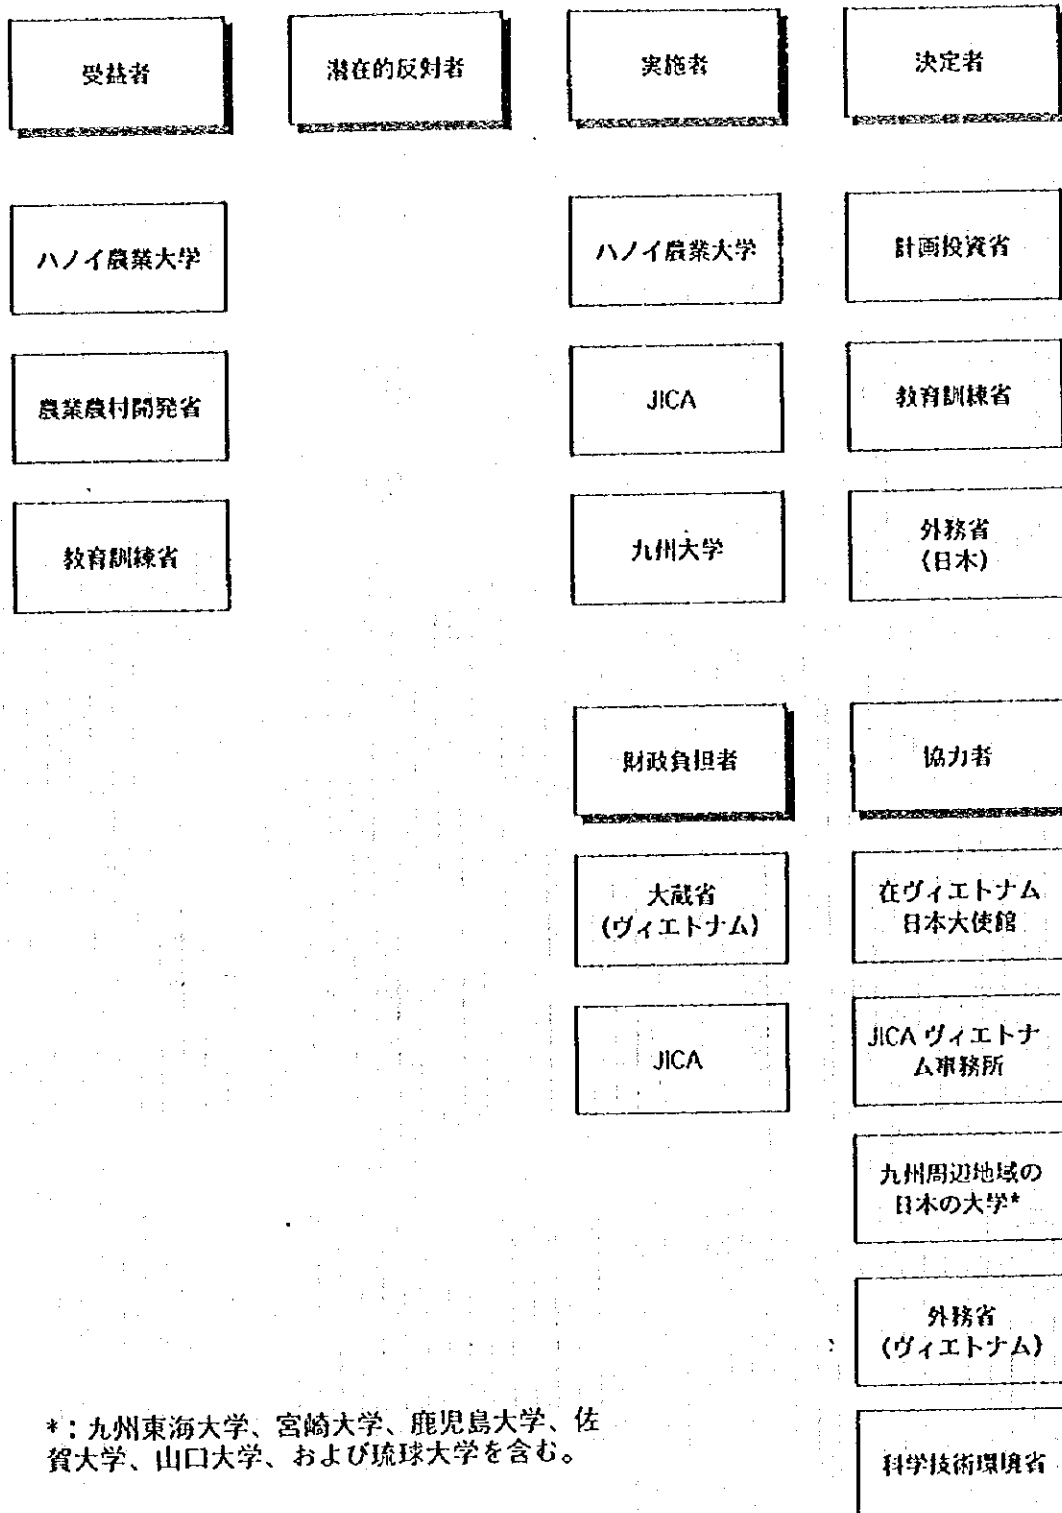 受益者
潜在的反対者
実施者
決定者
ハノイ農業大学
ハノイ農業大学
計画投資省
農業農村開発省
JICA
教育訓練省
教育訓練省
九州大学
外務省
(日本)
財政負担者
協力者
大蔵省
(ヴィエトナム)
在ヴィエトナム
日本大使館
JICA
JICA ヴィエトナ
ム事務所
九州周辺地域の
日本の大学*
外務省
(ヴィエトナム)
科学技術環境省
*：九州東海大学、宮崎大学、鹿児島大学、佐
賀大学、山口大学、および琉球大学を含む。